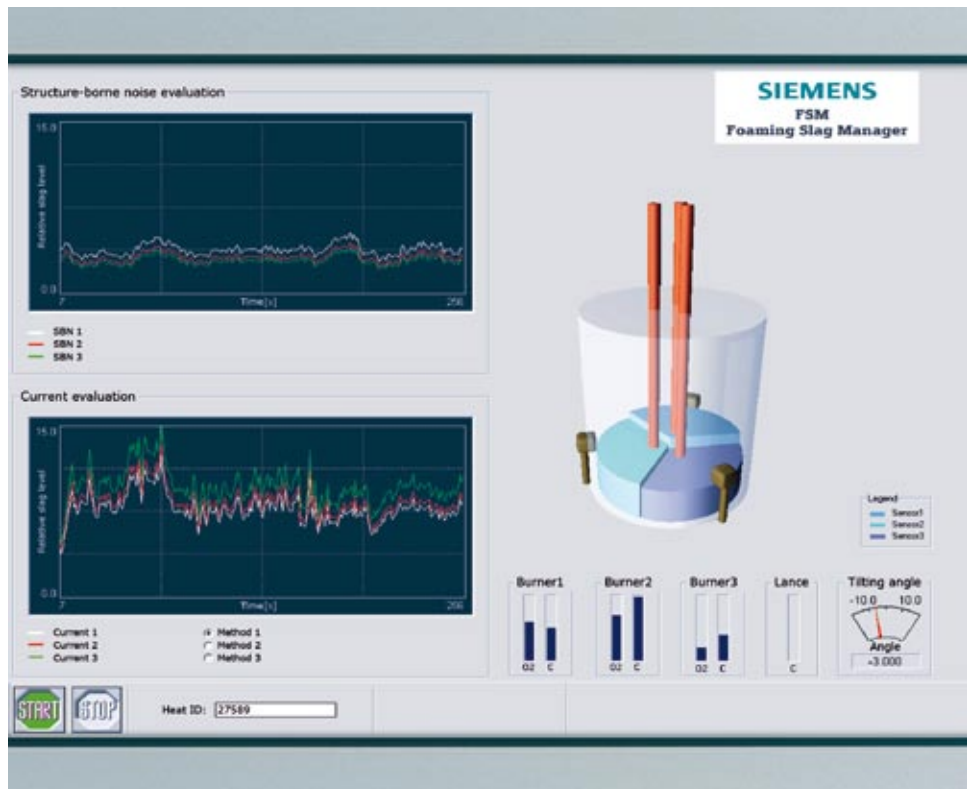 Structure-borne noise evaluation
15.0
Relative slag level
0.0
7
Time[s]
256
SBN 1
SBN 2
SBN 3
Current evaluation
15.0
Relative slag level
0.0
7
Time[s]
256
Current 1
Current 2
Current 3
Method 1
Method 2
Method 3
SIEMENS
FSM
Foaming Slag Manager
Legend
Sensor1
Sensor2
Sensor3
Burner1
O2 C
Burner2
O2 C
Burner3
O2 C
Lance
C
Tilting angle
-10.0 10.0
Angle
-3.000
START
STOP
Heat ID: 27589